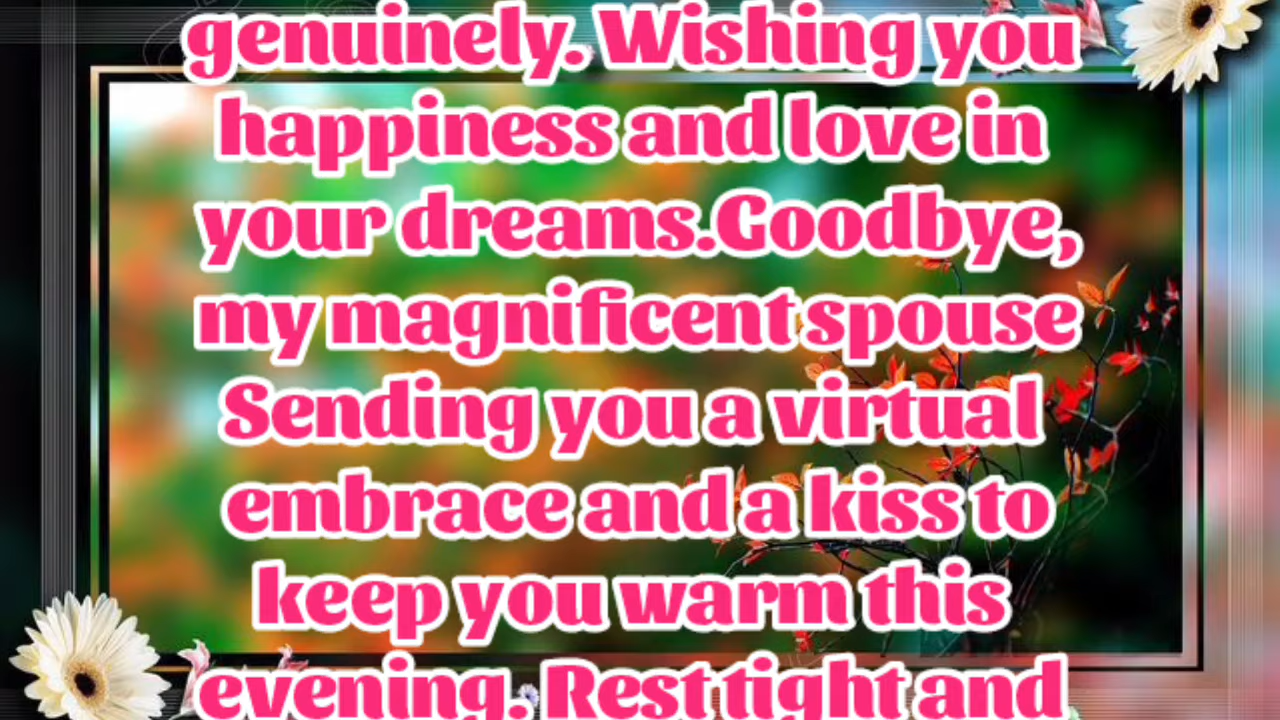 genuinely. Wishing you
happiness and love in
your dreams.Goodbye,
my magnificent spouse
Sending you a virtual
embrace and a kiss to
keep you warm this
evening. Rest tight and